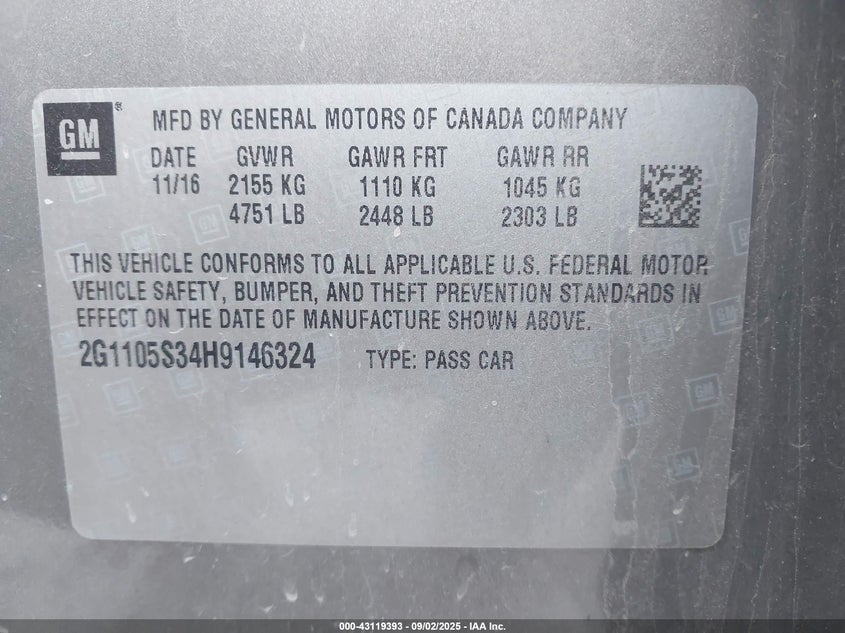 GM ®
MFD BY GENERAL MOTORS OF CANADA COMPANY
DATE GVWR GAWR FRT GAWR RR
11/16 2155 KG 1110 KG 1045 KG
4751 LB 2448 LB 2303 LB
THIS VEHICLE CONFORMS TO ALL APPLICABLE U.S. FEDERAL MOTOR
VEHICLE SAFETY, BUMPER, AND THEFT PREVENTION STANDARDS IN
EFFECT ON THE DATE OF MANUFACTURE SHOWN ABOVE.
2G1105S34H9146324 TYPE: PASS CAR
000-43119393 - 09/02/2025 - IAA Inc.